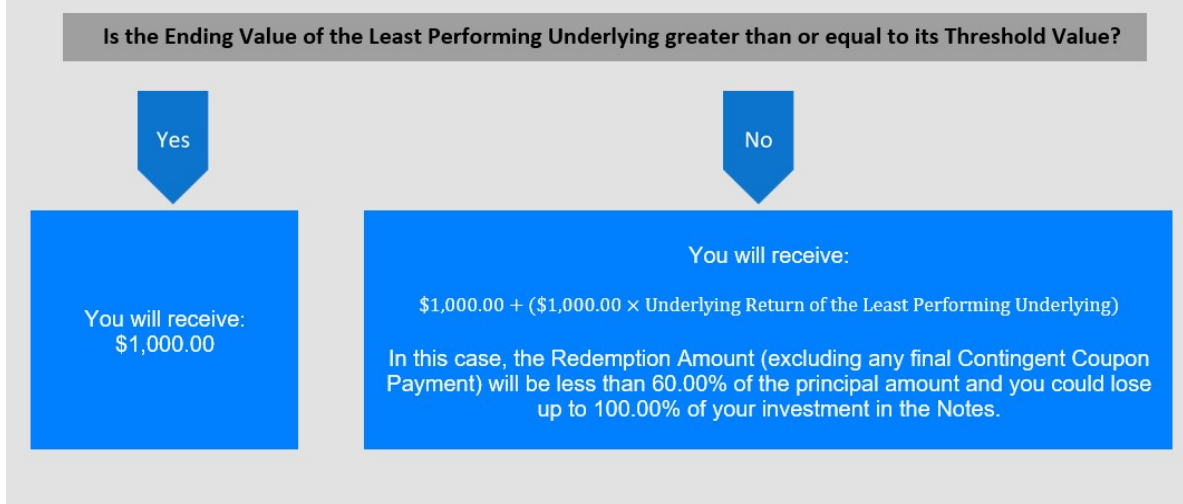 Is the Ending Value of the Least Performing Underlying greater than or equal to its Threshold Value?
Yes
No
You will receive:
$1,000.00
You will receive:
$1,000.00 + ($1,000.00 × Underlying Return of the Least Performing Underlying)
In this case, the Redemption Amount (excluding any final Contingent Coupon
Payment) will be less than 60.00% of the principal amount and you could lose
up to 100.00% of your investment in the Notes.